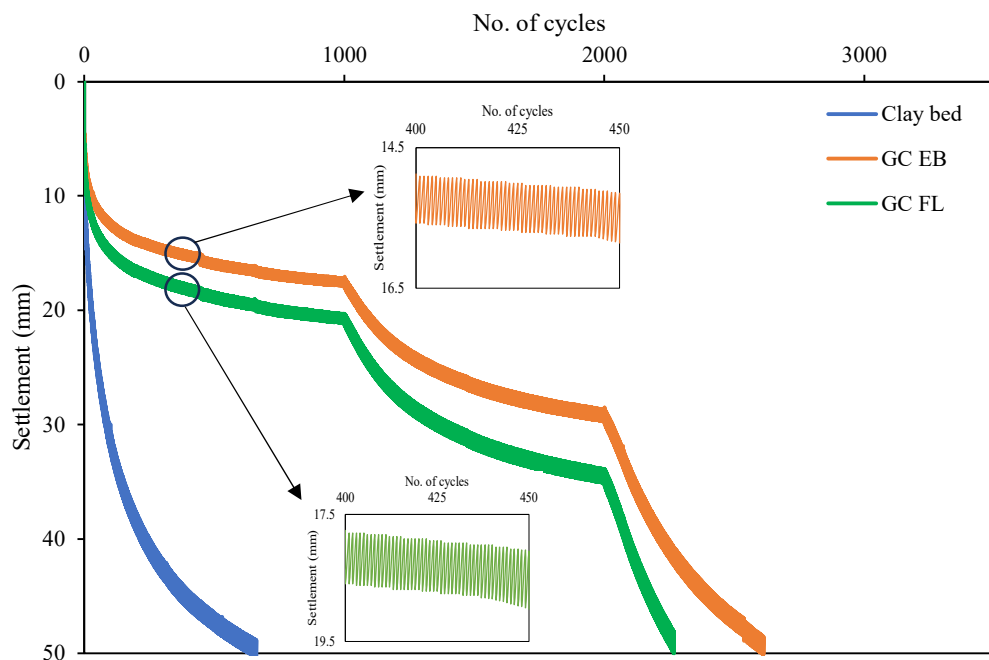 No. of cycles
0 1000 2000 3000
0
10
20
30
40
50
Settlement (mm)
Clay bed
GC EB
GC FL
No. of cycles
400 425 450
14.5
16.5
Settlement (mm)
No. of cycles
400 425 450
17.5
19.5
Settlement (mm)